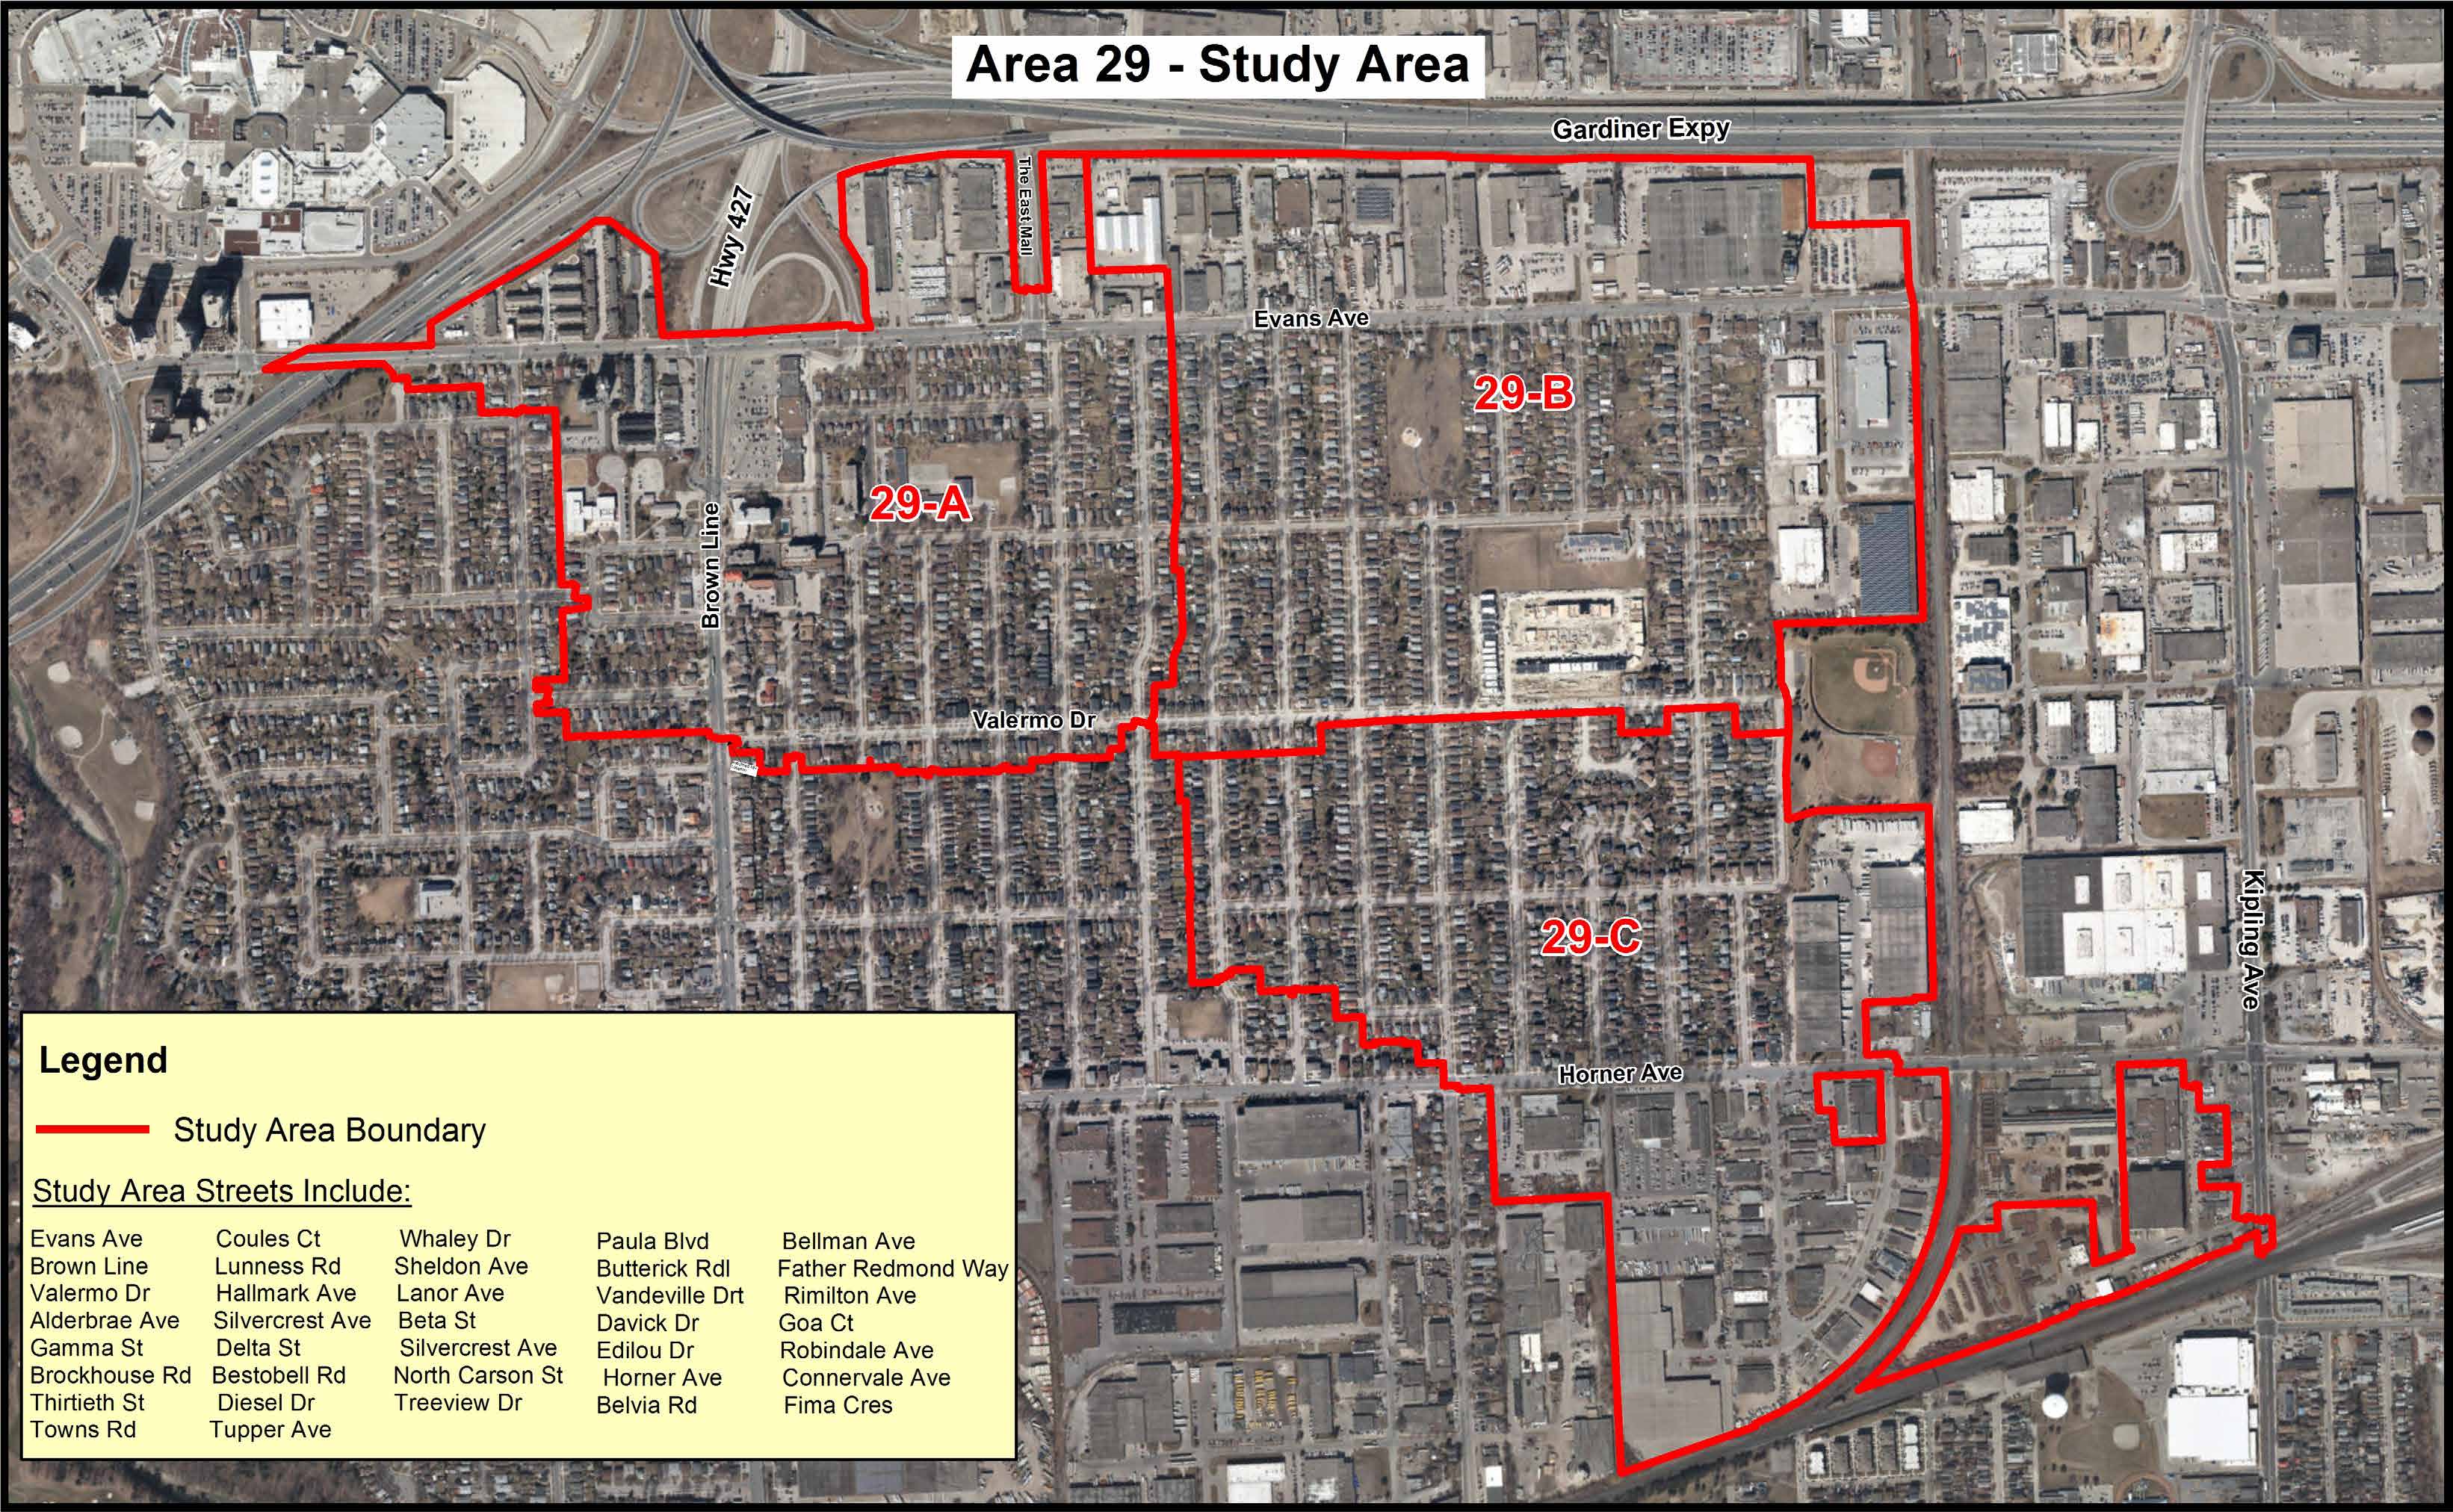 Area 29 - Study Area
Gardiner Expy
The East Mall
Hwy 427
Evans Ave
29-B
29-A
Brown Line
Valermo Dr
Kipling Ave
29-C
Horner Ave
Legend
Study Area Boundary
Study Area Streets Include:
Evans Ave
Brown Line
Valermo Dr
Alderbrae Ave
Gamma St
Brockhouse Rd
Thirtieth St
Towns Rd
Coules Ct
Lunness Rd
Hallmark Ave
Silvercrest Ave
Delta St
Bestobell Rd
Diesel Dr
Tupper Ave
Whaley Dr
Sheldon Ave
Lanor Ave
Beta St
Silvercrest Ave
North Carson St
Treeview Dr
Paula Blvd
Butterick Rdl
Vandeville Drt
Davick Dr
Edilou Dr
Horner Ave
Belvia Rd
Bellman Ave
Father Redmond Way
Rimilton Ave
Goa Ct
Robindale Ave
Connervale Ave
Fima Cres